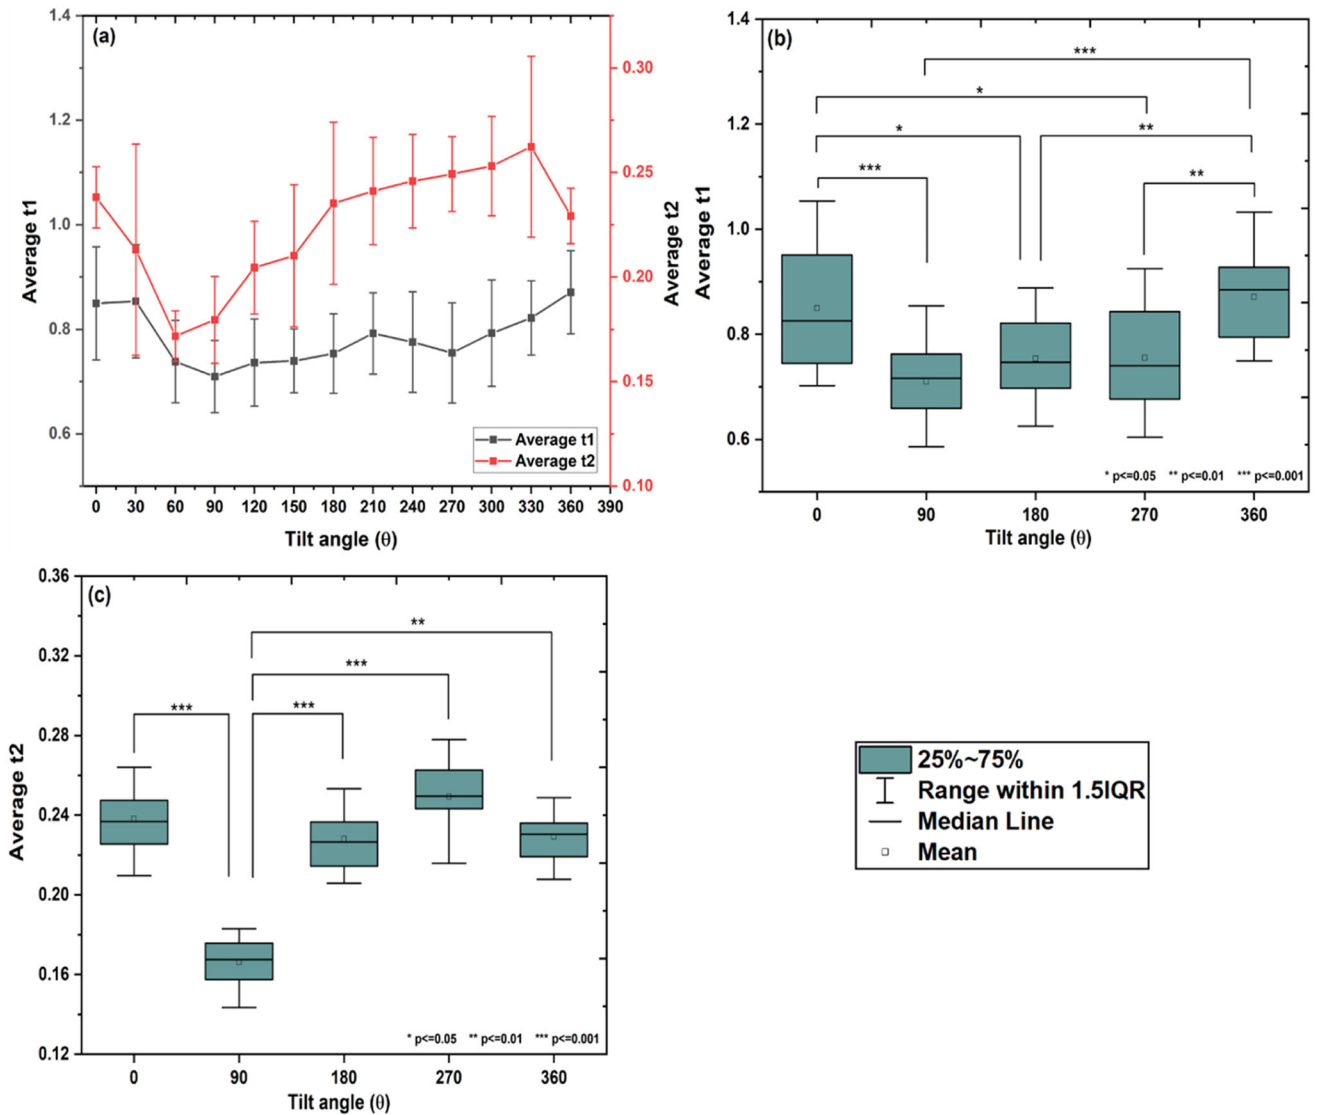 (a)
1.4
1.2
1.0
0.8
0.6
Average t1
0.30
0.25
0.20
0.15
0.10
Average t2
Average t1
Average t2
0 30 60 90 120 150 180 210 240 270 300 330 360 390
Tilt angle (θ)
(b)
1.4
1.2
1.0
0.8
0.6
Average t1
***
*
*
**
***
**
* p<=0.05 ** p<=0.01 *** p<=0.001
0 90 180 270 360
Tilt angle (θ)
(c)
0.36
0.32
0.28
0.24
0.20
0.16
0.12
Average t2
**
***
***
***
* p<=0.05 ** p<=0.01 *** p<=0.001
0 90 180 270 360
Tilt angle (θ)
25%~75%
Range within 1.5IQR
Median Line
Mean